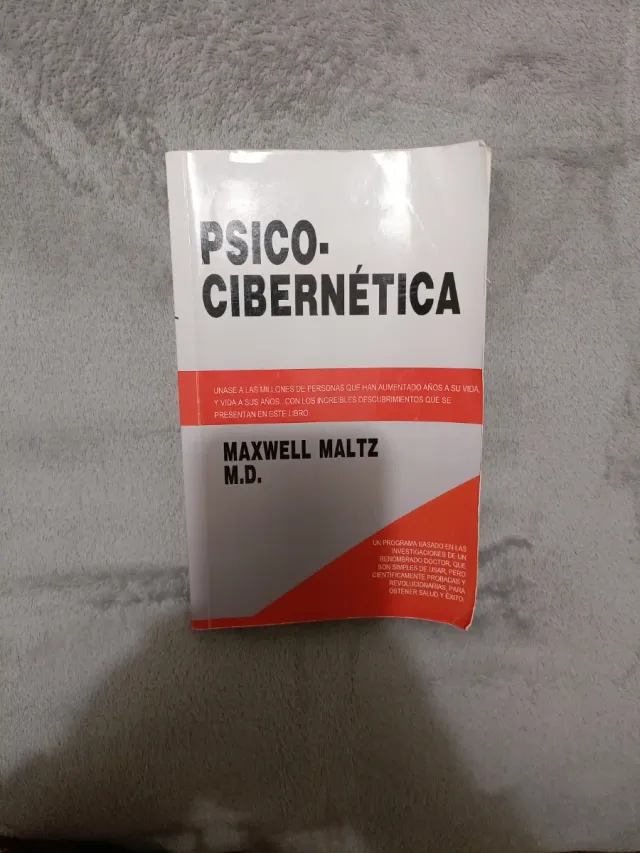 PSICO-
CIBERNÉTICA
UNASE A LAS MILLONES DE PERSONAS QUE HAN AUMENTADO AÑOS A SU VIDA,
Y VIDA A SUS AÑOS...CON LOS INCREIBLES DESCUBRIMIENTOS QUE SE
PRESENTAN EN ESTE LIBRO
MAXWELL MALTZ
M.D.
UN PROGRAMA BASADO EN LAS
INVESTIGACIONES DE UN
RENOMBRADO DOCTOR, QUE
SON SIMPLES DE USAR, PERO
CIENTÍFICAMENTE PROBADAS Y
REVOLUCIONARIAS, PARA
OBTENER SALUD Y ÉXITO.